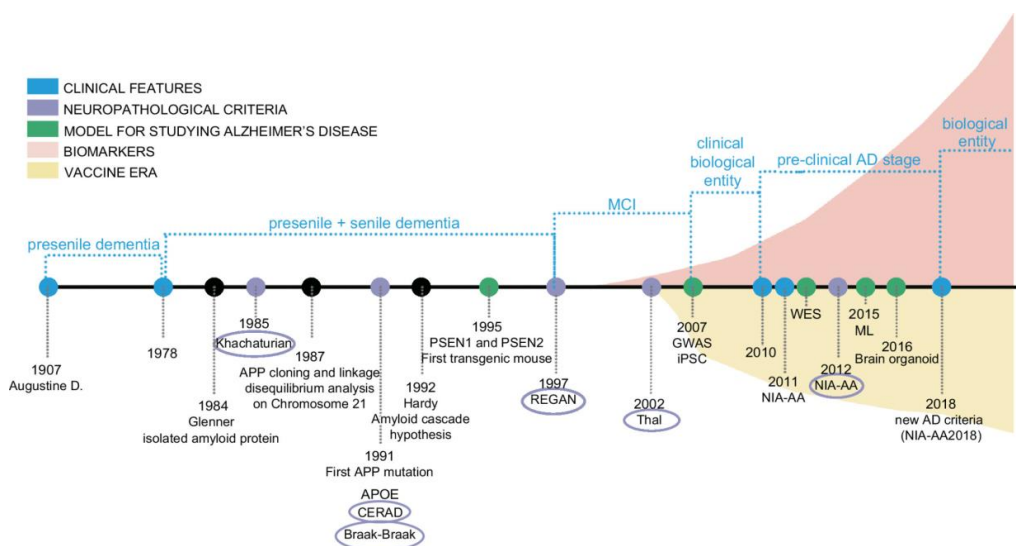 CLINICAL FEATURES
NEUROPATHOLOGICAL CRITERIA
MODEL FOR STUDYING ALZHEIMER'S DISEASE
BIOMARKERS
VACCINE ERA
presenile dementia
presenile + senile dementia
MCI
clinical
biological
entity
pre-clinical AD stage
biological
entity
1907
Augustine D.
1978
1984
Glenner
isolated amyloid protein
1985
Khachaturian
1987
APP cloning and linkage
disequilibrium analysis
on Chromosome 21
1991
First APP mutation
APOE
CERAD
Braak-Braak
1992
Hardy
Amyloid cascade
hypothesis
1995
PSEN1 and PSEN2
First transgenic mouse
1997
REGAN
2002
Thal
2007
GWAS
iPSC
2010
2011
NIA-AA
WES
2012
NIA-AA
2015
ML
2016
Brain organoid
2018
new AD criteria
(NIA-AA2018)